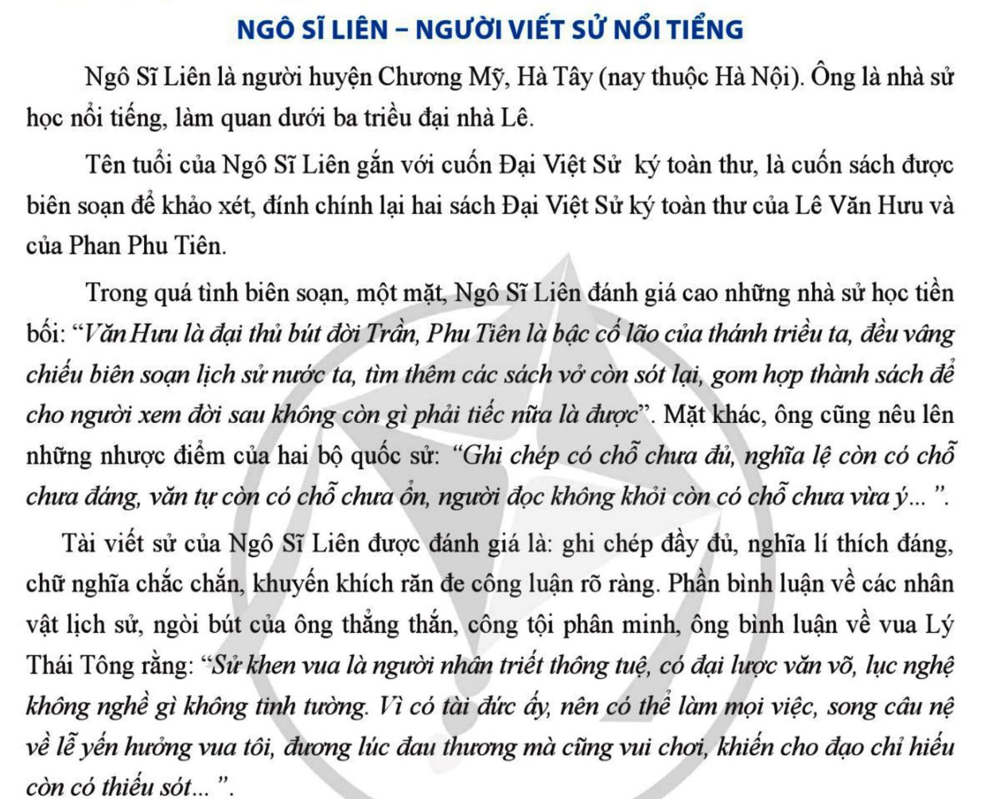 NGÔ SĨ LIÊN – NGƯỜI VIẾT SỬ NỔI TIẾNG
Ngô Sĩ Liên là người huyện Chương Mỹ, Hà Tây (nay thuộc Hà Nội). Ông là nhà sử
học nổi tiếng, làm quan dưới ba triều đại nhà Lê.
Tên tuổi của Ngô Sĩ Liên gắn với cuốn Đại Việt Sử ký toàn thư, là cuốn sách được
biên soạn để khảo xét, đính chính lại hai sách Đại Việt Sử ký toàn thư của Lê Văn Hưu và
của Phan Phu Tiên.
Trong quá tình biên soạn, một mặt, Ngô Sĩ Liên đánh giá cao những nhà sử học tiền
bối: “Văn Hưu là đại thủ bút đời Trần, Phu Tiên là bậc cố lão của thánh triều ta, đều vâng
chiếu biên soạn lịch sử nước ta, tìm thêm các sách vở còn sót lại, gom hợp thành sách để
cho người xem đời sau không còn gì phải tiếc nữa là được”. Mặt khác, ông cũng nêu lên
những nhược điểm của hai bộ quốc sử: “Ghi chép có chỗ chưa đủ, nghĩa lệ còn có chỗ
chưa đáng, văn tự còn có chỗ chưa ổn, người đọc không khỏi còn có chỗ chưa vừa ý... ”.
Tài viết sử của Ngô Sĩ Liên được đánh giá là: ghi chép đầy đủ, nghĩa lí thích đáng,
chữ nghĩa chắc chắn, khuyến khích răn đe công luận rõ ràng. Phần bình luận về các nhân
vật lịch sử, ngòi bút của ông thẳng thắn, công tội phân minh, ông bình luận về vua Lý
Thái Tông rằng: “Sử khen vua là người nhân triết thông tuệ, có đại lược văn võ, lục nghệ
không nghề gì không tinh tường. Vì có tài đức ấy, nên có thể làm mọi việc, song câu nệ
về lễ yến hưởng vua tôi, đương lúc đau thương mà cũng vui chơi, khiến cho đạo chí hiếu
còn có thiếu sót... ”.